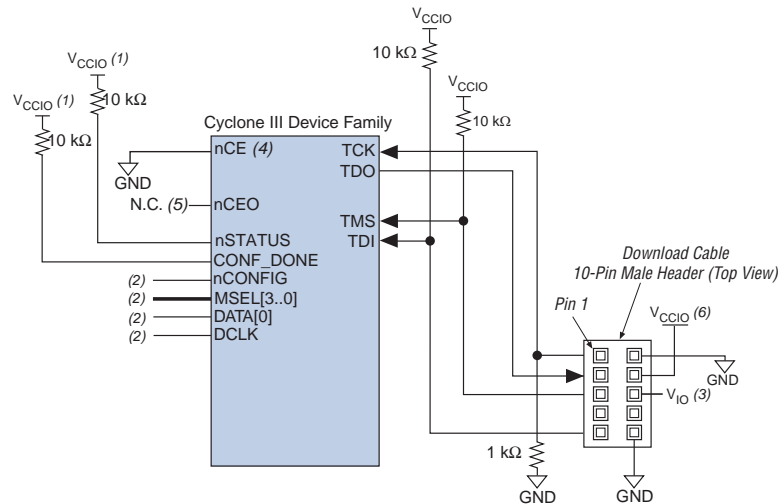 VCCIO
10 kΩ
VCCIO (1)
VCCIO
10 kΩ
VCCIO (1)
10 kΩ
10 kΩ
Cyclone III Device Family
nCE (4)
TCK
GND
TDO
N.C. (5)
nCEO
TMS
nSTATUS
TDI
CONF_DONE
(2)
nCONFIG
(2)
MSEL[3..0]
(2)
DATA[0]
(2)
DCLK
Download Cable
10-Pin Male Header (Top View)
Pin 1
VCCIO (6)
GND
VIO (3)
1 kΩ
GND
GND